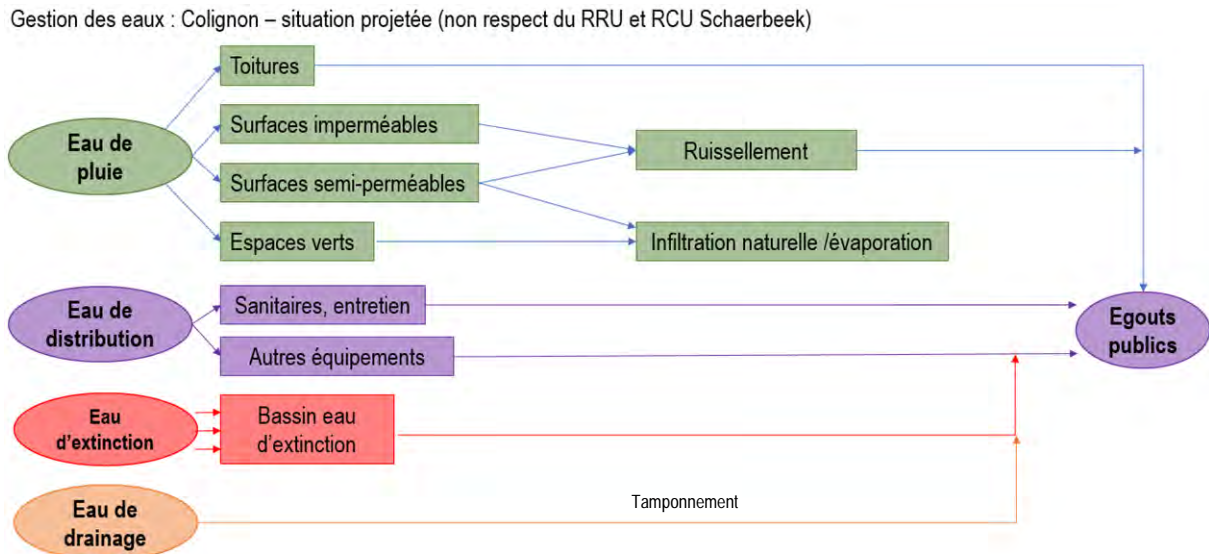 Gestion des eaux : Colignon – situation projetée (non respect du RRU et RCU Schaerbeek)
Toitures
Eau de
pluie
Surfaces imperméables
Ruissellement
Surfaces semi-perméables
Espaces verts
Infiltration naturelle /évaporation
Eau de
distribution
Sanitaires, entretien
Autres équipements
Egouts
publics
Eau
d'extinction
Bassin eau
d'extinction
Eau de
drainage
Tamponnement